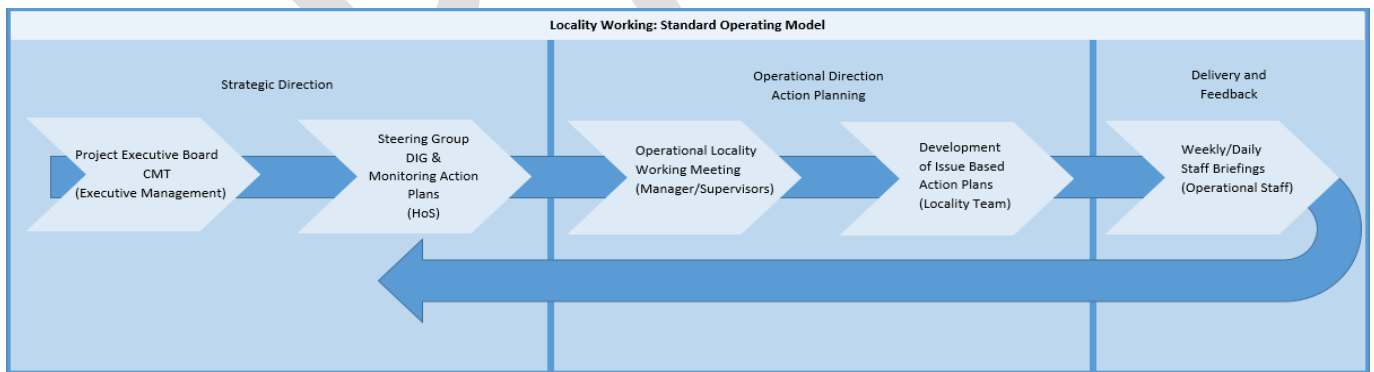 Locality Working: Standard Operating Model
Strategic Direction
Operational Direction
Action Planning
Delivery and
Feedback
Project Executive Board
CMT
(Executive Management)
Steering Group
DIG &
Monitoring Action
Plans
(HoS)
Operational Locality
Working Meeting
(Manager/Supervisors)
Development
of Issue Based
Action Plans
(Locality Team)
Weekly/Daily
Staff Briefings
(Operational Staff)